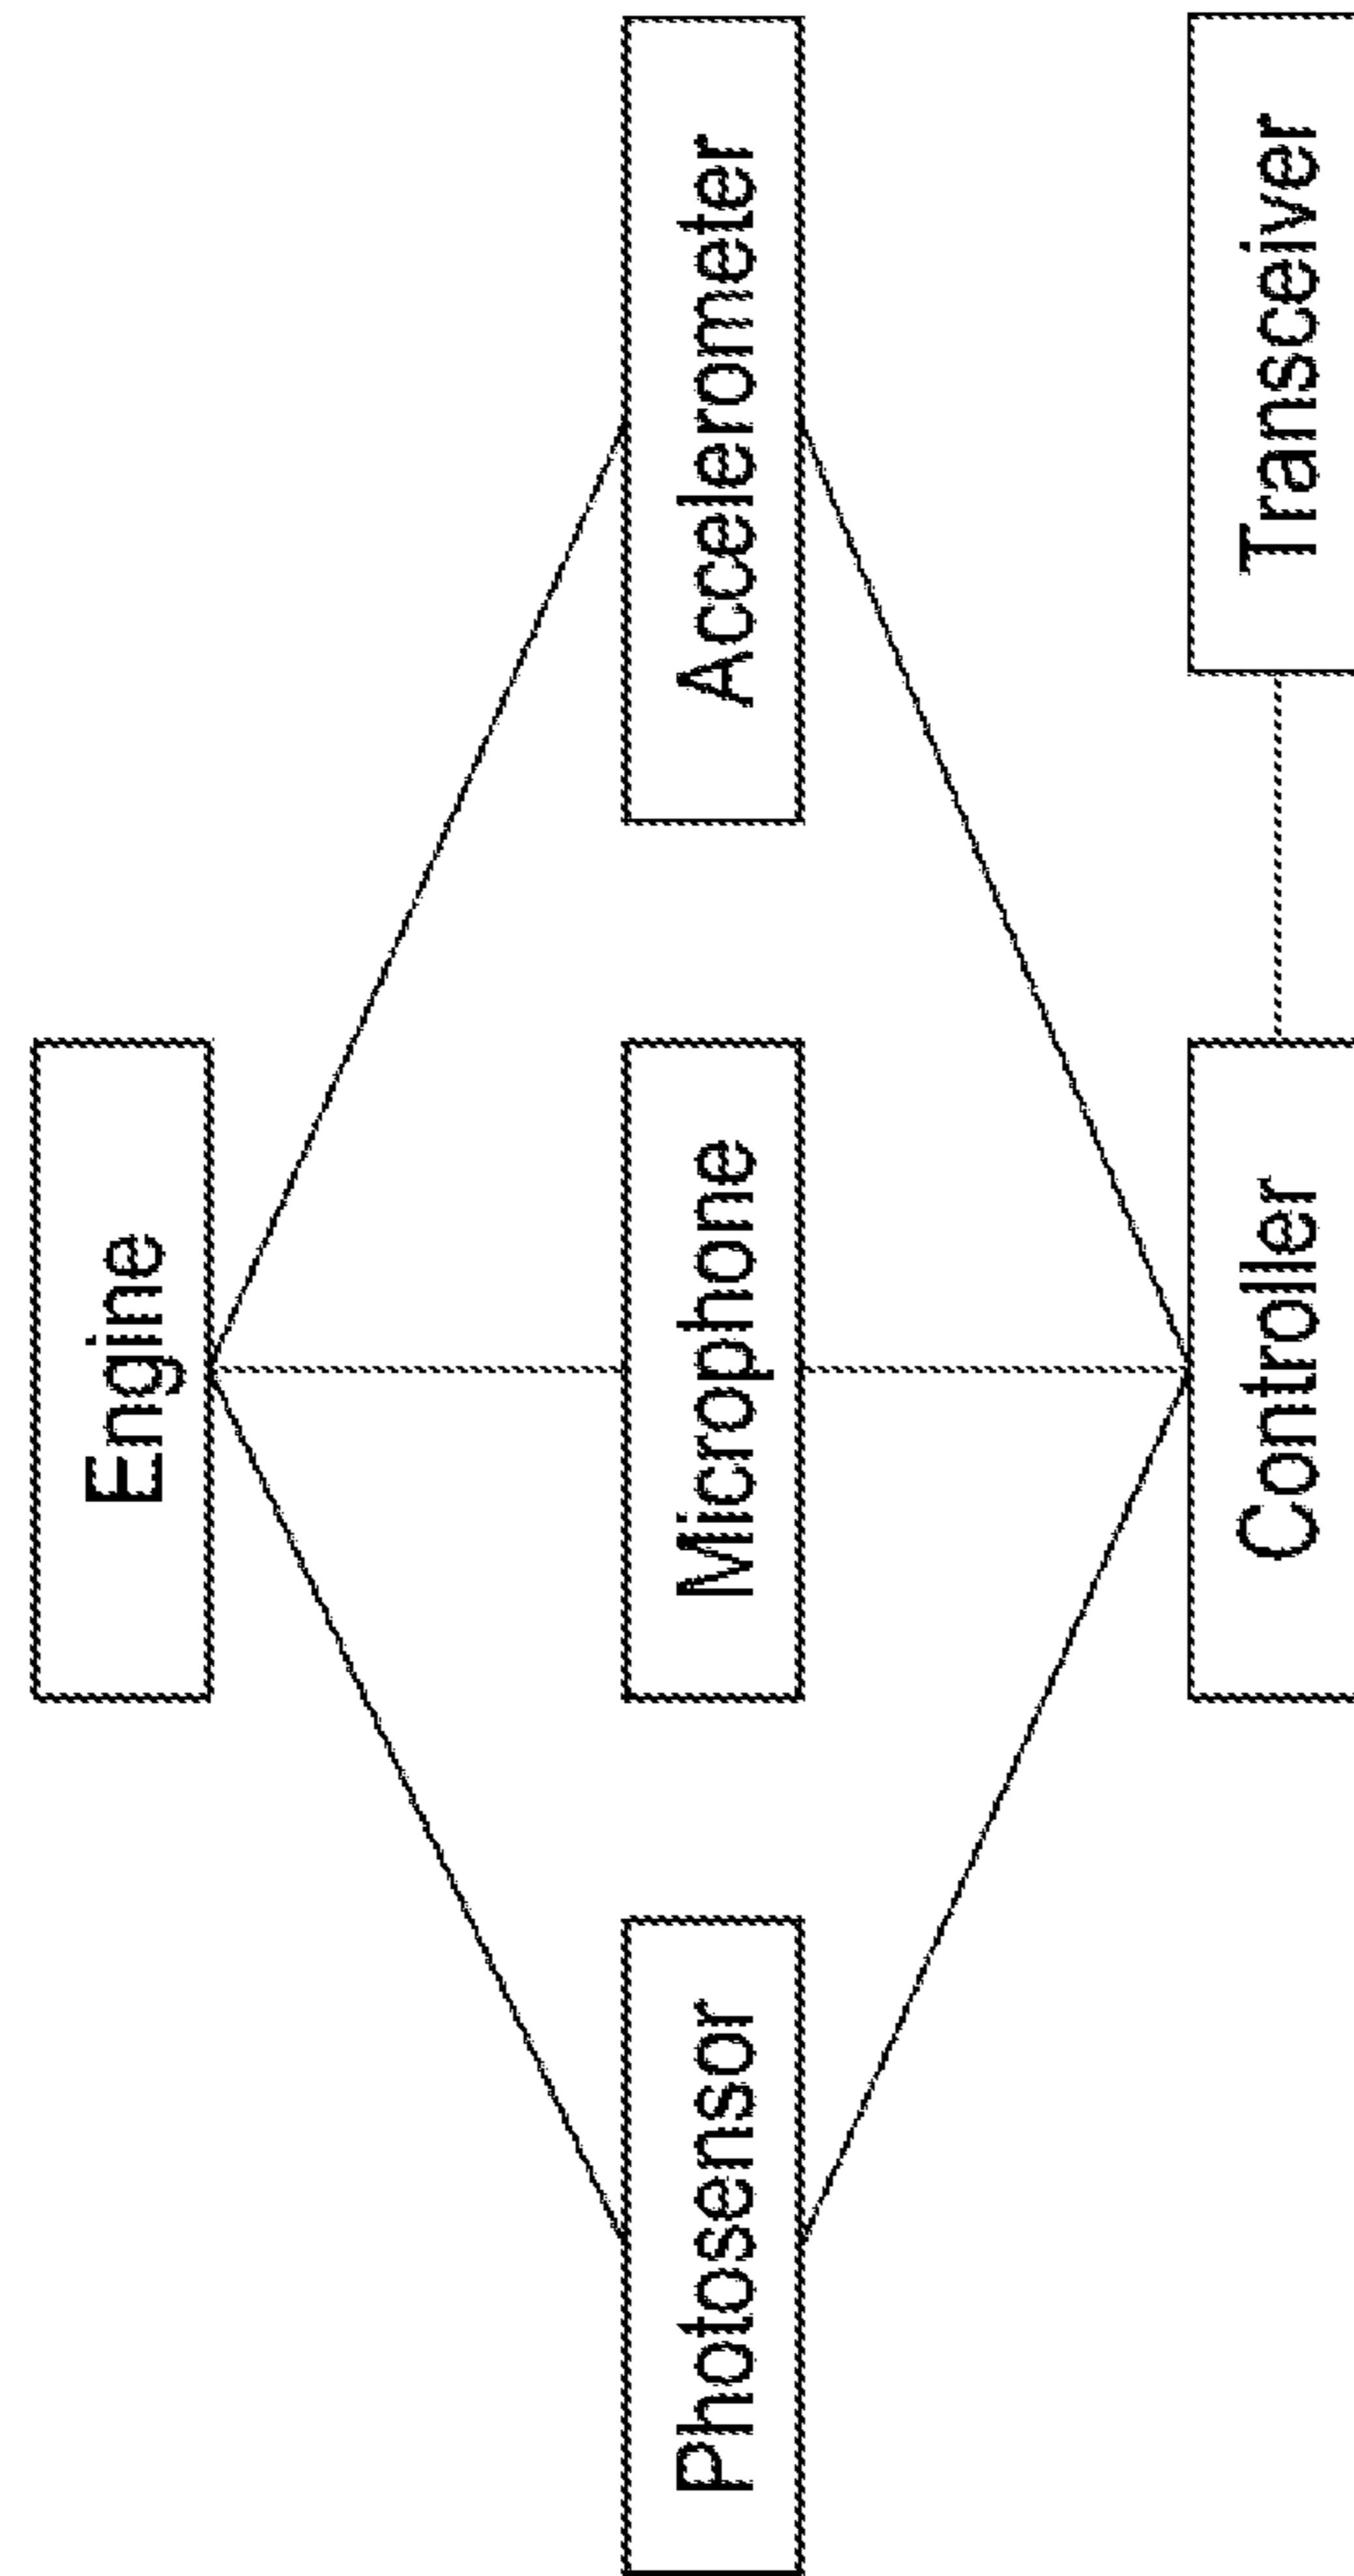 Engine
Photosensor
Microphone
Accelerometer
Controller
Transceiver